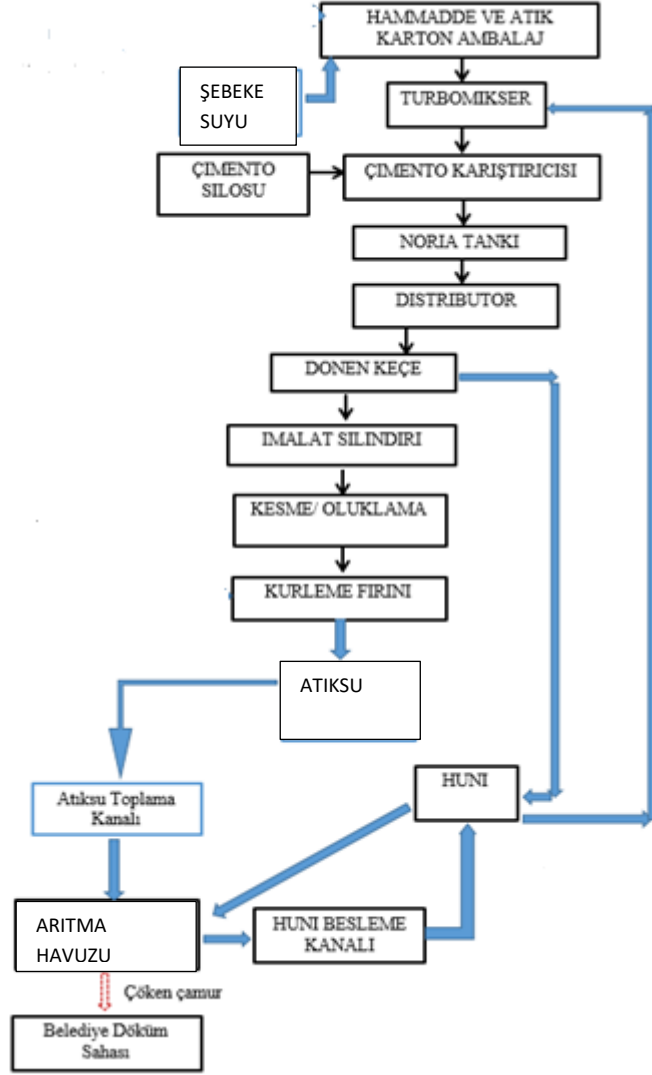 HAMMADDE VE ATIK
KARTON AMBALAJ
ŞEBEKE
SUYU
TURBOMIKSER
ÇIMENTO
SILOSU
ÇIMENTO KARIŞTIRICISI
NORIA TANKI
DISTRIBUTOR
DONEN KEÇE
IMALAT SILINDIRI
KESME/ OLUKLAMA
KURLEME FIRINI
ATIKSU
HUNI
Atıksu Toplama
Kanalı
ARITMA
HAVUZU
HUNI BESLEME
KANALI
Çöken çamur
Belediye Döküm
Sahası